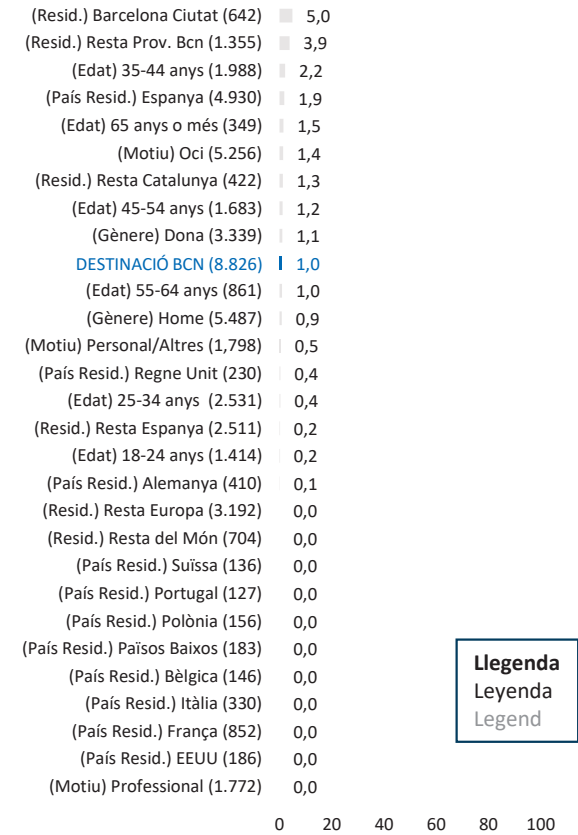 (Resid.) Barcelona Ciutat (642) 5,0
(Resid.) Resta Prov. Bcn (1.355) 3,9
(Edat) 35-44 anys (1.988) 2,2
(País Resid.) Espanya (4.930) 1,9
(Edat) 65 anys o més (349) 1,5
(Motiu) Oci (5.256) 1,4
(Resid.) Resta Catalunya (422) 1,3
(Edat) 45-54 anys (1.683) 1,2
(Gènere) Dona (3.339) 1,1
DESTINACIÓ BCN (8.826) 1,0
(Edat) 55-64 anys (861) 1,0
(Gènere) Home (5.487) 0,9
(Motiu) Personal/Altres (1,798) 0,5
(País Resid.) Regne Unit (230) 0,4
(Edat) 25-34 anys (2.531) 0,4
(Resid.) Resta Espanya (2.511) 0,2
(Edat) 18-24 anys (1.414) 0,2
(País Resid.) Alemanya (410) 0,1
(Resid.) Resta Europa (3.192) 0,0
(Resid.) Resta del Món (704) 0,0
(País Resid.) Suïssa (136) 0,0
(País Resid.) Portugal (127) 0,0
(País Resid.) Polònia (156) 0,0
(País Resid.) Països Baixos (183) 0,0
(País Resid.) Bèlgica (146) 0,0
(País Resid.) Itàlia (330) 0,0
(País Resid.) França (852) 0,0
(País Resid.) EEUU (186) 0,0
(Motiu) Professional (1.772) 0,0
0 20 40 60 80 100
Llegenda
Leyenda
Legend